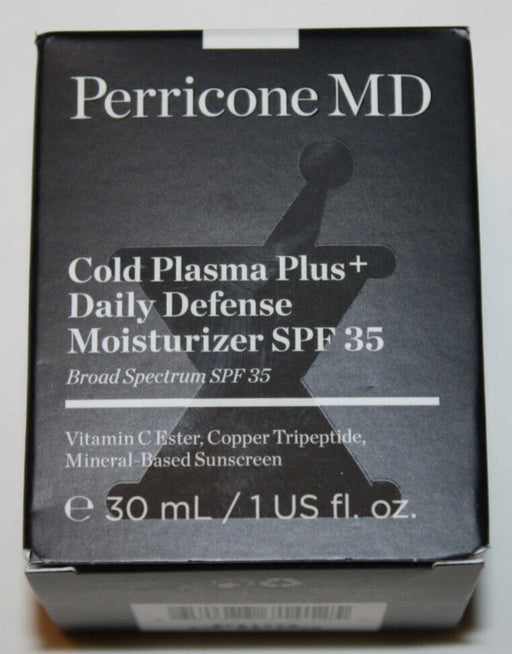 Perricone MD
Cold Plasma Plus+
Daily Defense
Moisturizer SPF 35
Broad Spectrum SPF 35
Vitamin C Ester, Copper Tripeptide,
Mineral-Based Sunscreen
℮ 30 mL / 1 US fl. oz.